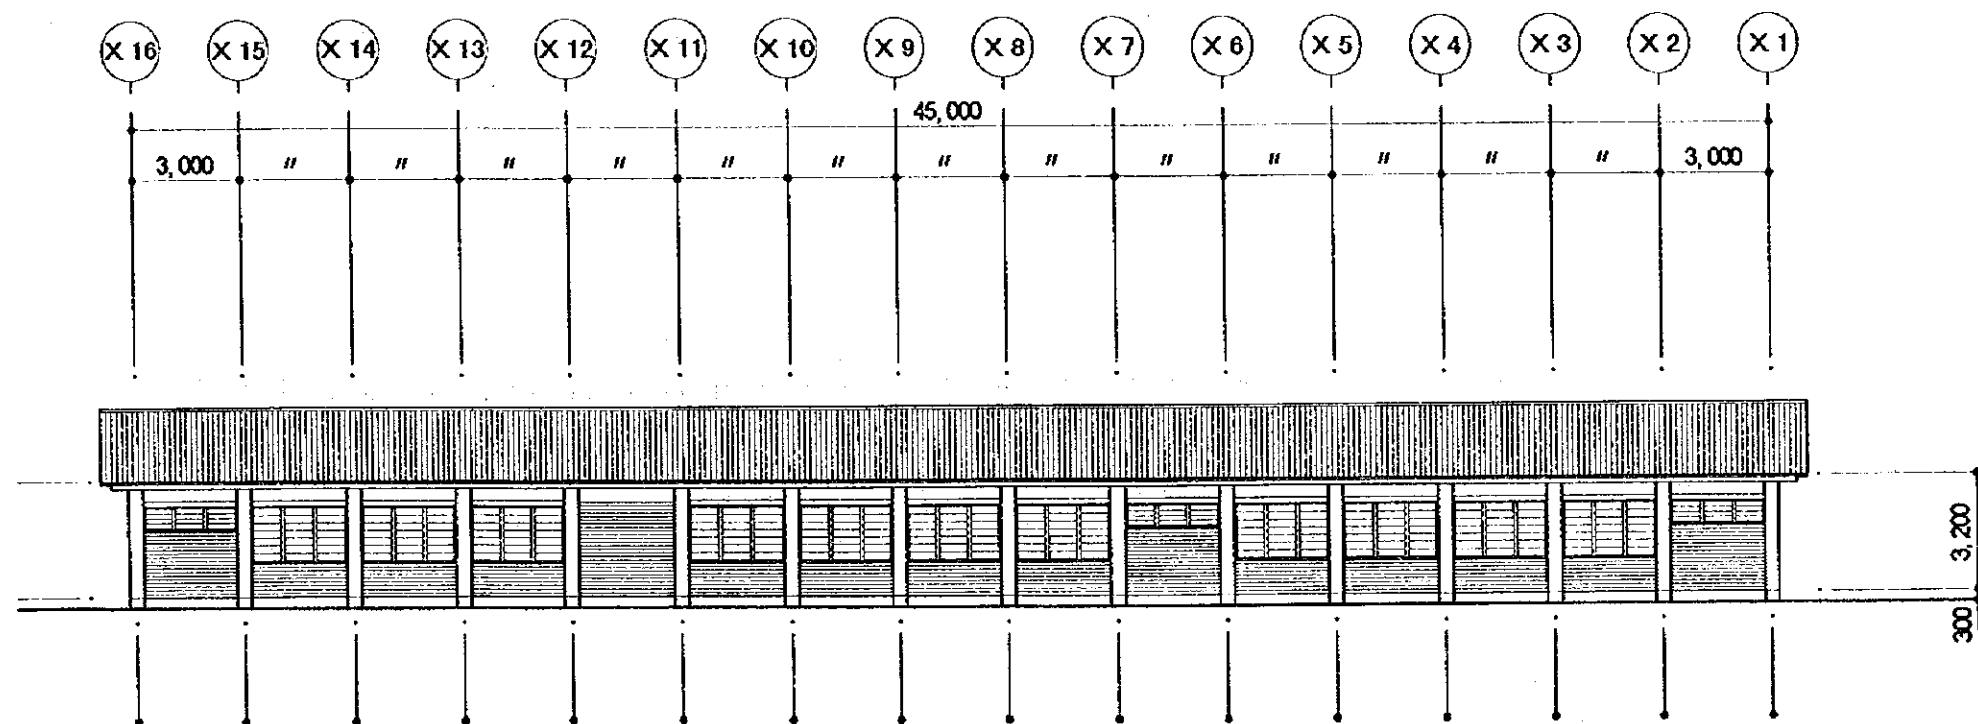 X 16 X 15 X 14 X 13 X 12 X 11 X 10 X 9 X 8 X 7 X 6 X 5 X 4 X 3 X 2 X 1
45,000
3,000 〃 〃 〃 〃 〃 〃 〃 〃 〃 〃 〃 〃 〃 3,000
3,200
300